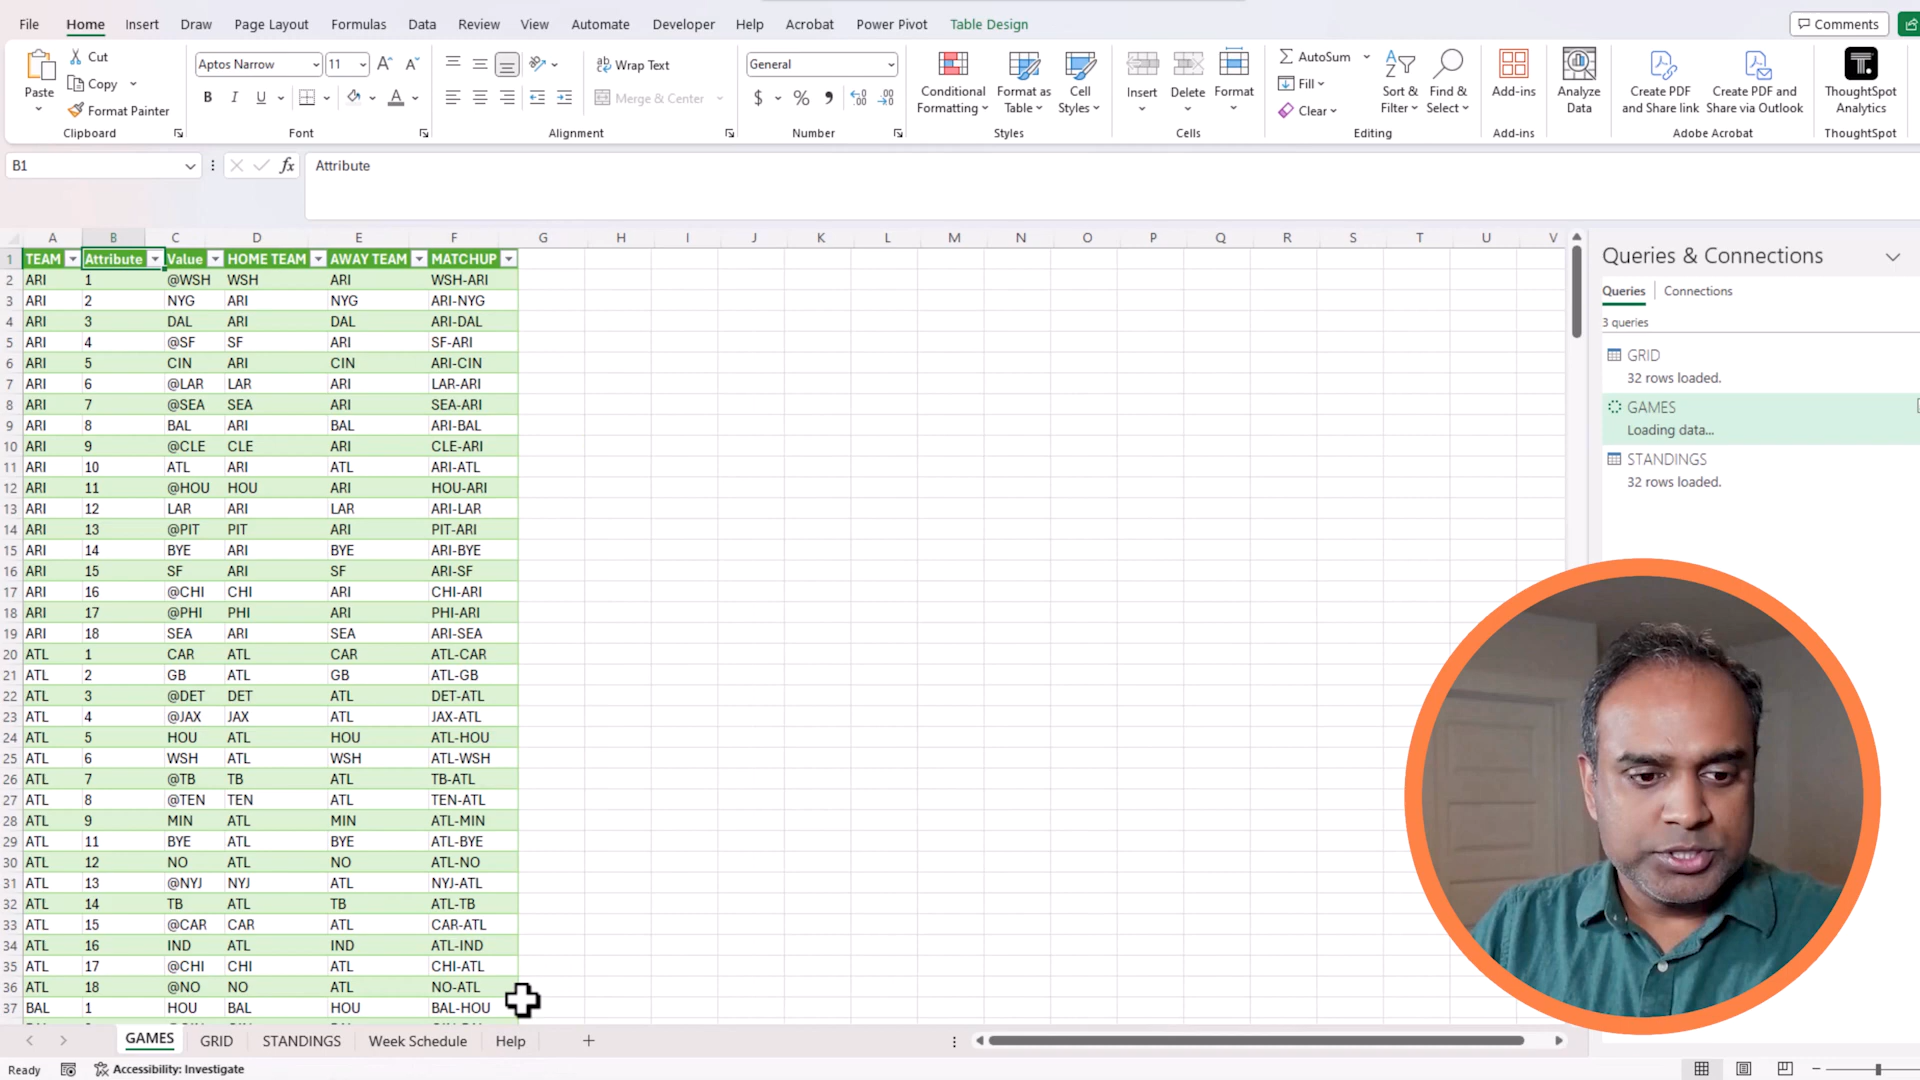 File Home Insert Draw Page Layout Formulas Data Review View Automate Developer Help Acrobat Power Pivot Table Design Comments
Paste
Cut
Copy
Format Painter
Clipboard
Aptos Narrow 11
B I U
Font
Wrap Text
Merge & Center
Alignment
General
$ % 9
Number
Conditional Formatting
Format as Table
Cell Styles
Styles
Insert
Delete
Format
Cells
AutoSum
Fill
Clear
Sort & Filter
Find & Select
Editing
Add-ins
Add-ins
Analyze Data
Create PDF and Share link
Create PDF and Share via Outlook
Adobe Acrobat
ThoughtSpot Analytics
ThoughtSpot
B1 fx Attribute
A B C D E F G H I J K L M N O P Q R S T U V
1 TEAM Attribute Value HOME TEAM AWAY TEAM MATCHUP
2 ARI 1 @WSH WSH ARI WSH-ARI
3 ARI 2 NYG ARI NYG ARI-NYG
4 ARI 3 DAL ARI DAL ARI-DAL
5 ARI 4 @SF SF ARI SF-ARI
6 ARI 5 CIN ARI CIN ARI-CIN
7 ARI 6 @LAR LAR ARI LAR-ARI
8 ARI 7 @SEA SEA ARI SEA-ARI
9 ARI 8 BAL ARI BAL ARI-BAL
10 ARI 9 @CLE CLE ARI CLE-ARI
11 ARI 10 ATL ARI ATL ARI-ATL
12 ARI 11 @HOU HOU ARI HOU-ARI
13 ARI 12 LAR ARI LAR ARI-LAR
14 ARI 13 @PIT PIT ARI PIT-ARI
15 ARI 14 BYE ARI BYE ARI-BYE
16 ARI 15 SF ARI SF ARI-SF
17 ARI 16 @CHI CHI ARI CHI-ARI
18 ARI 17 @PHI PHI ARI PHI-ARI
19 ARI 18 SEA ARI SEA ARI-SEA
20 ATL 1 CAR ATL CAR ATL-CAR
21 ATL 2 GB ATL GB ATL-GB
22 ATL 3 @DET DET ATL DET-ATL
23 ATL 4 @JAX JAX ATL JAX-ATL
24 ATL 5 HOU ATL HOU ATL-HOU
25 ATL 6 WSH ATL WSH ATL-WSH
26 ATL 7 @TB TB ATL TB-ATL
27 ATL 8 @TEN TEN ATL TEN-ATL
28 ATL 9 MIN ATL MIN ATL-MIN
29 ATL 11 BYE ATL BYE ATL-BYE
30 ATL 12 NO ATL NO ATL-NO
31 ATL 13 @NYJ NYJ ATL NYJ-ATL
32 ATL 14 TB ATL TB ATL-TB
33 ATL 15 @CAR CAR ATL CAR-ATL
34 ATL 16 IND ATL IND ATL-IND
35 ATL 17 @CHI CHI ATL CHI-ATL
36 ATL 18 @NO NO ATL NO-ATL
37 BAL 1 HOU BAL HOU BAL-HOU
Queries & Connections
Queries Connections
3 queries
GRID
32 rows loaded.
GAMES
Loading data...
STANDINGS
32 rows loaded.
GAMES GRID STANDINGS Week Schedule Help
Ready Accessibility: Investigate